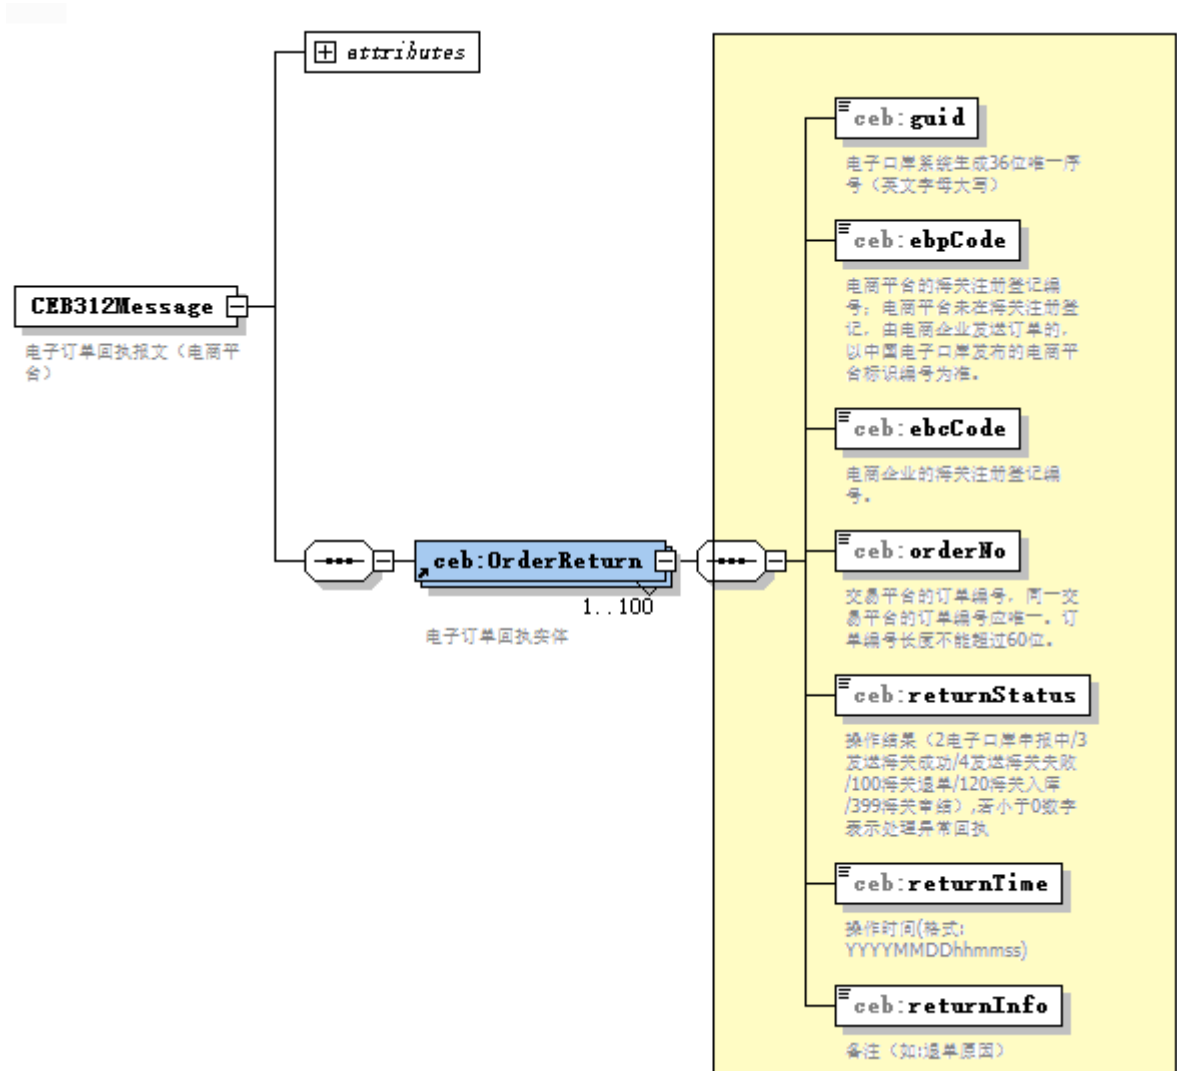 attributes
CEB312Message
电子订单回执报文（电商平
台）
ceb:OrderReturn
1..100
电子订单回执实体
ceb:guid
电子口岸系统生成36位唯一序
号（英文字母大写）
ceb:ebpCode
电商平台的海关注册登记编
号；电商平台未在海关注册登
记，由电商企业发送订单的，
以中国电子口岸发布的电商平
台标识编号为准。
ceb:ebcCode
电商企业的海关注册登记编
号。
ceb:orderNo
交易平台的订单编号，同一交
易平台的订单编号应唯一。订
单编号长度不能超过60位。
ceb:returnStatus
操作结果（2电子口岸申报中/3
发送海关成功/4发送海关失败
/100海关退单/120海关入库
/399海关审结）,若小于0数字
表示处理异常回执
ceb:returnTime
操作时间(格式:
YYYYMMDDhhmmss)
ceb:returnInfo
备注（如:退单原因）